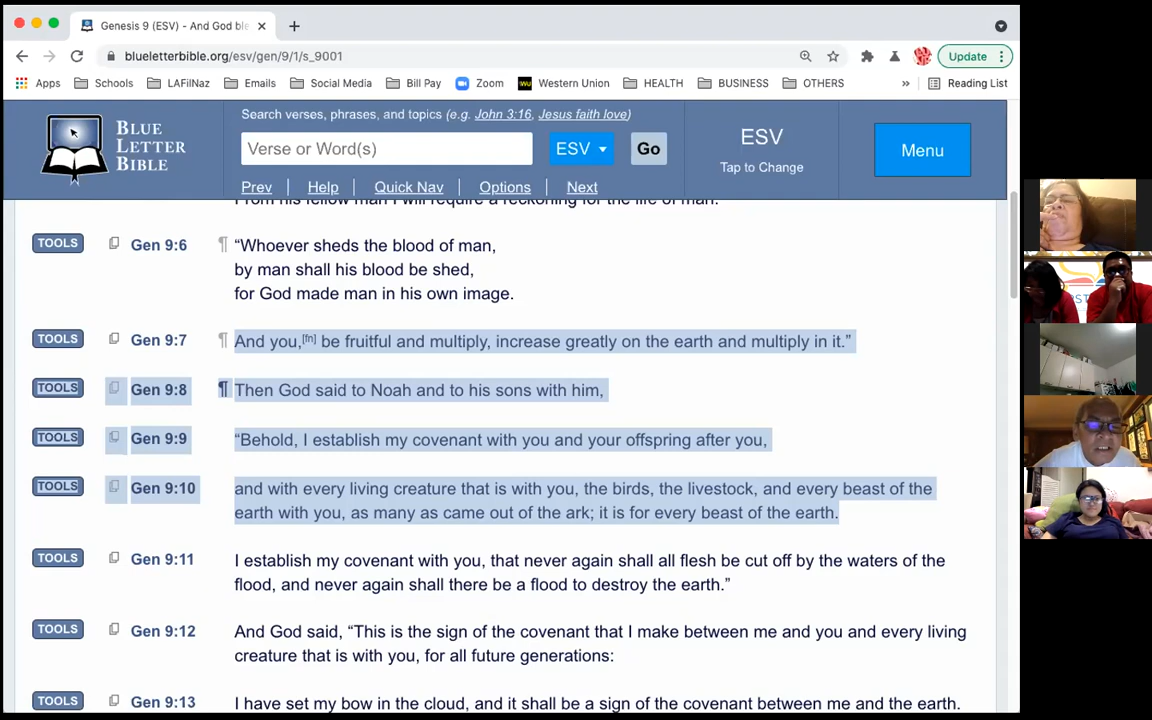 Genesis 9 (ESV) - And God ble
blueletterbible.org/esv/gen/9/1/s_9001
Update
Apps
Schools
LAFilNaz
Emails
Social Media
Bill Pay
Zoom
WU
Western Union
HEALTH
BUSINESS
OTHERS
»
Reading List
BLUE
LETTER
BIBLE
Search verses, phrases, and topics (e.g. John 3:16, Jesus faith love)
Verse or Word(s)
ESV
Go
Prev | Help | Quick Nav | Options | Next
ESV
Tap to Change
Menu
From his fellow man I will require a reckoning for the life of man.
TOOLS Gen 9:6 ¶ “Whoever sheds the blood of man,
by man shall his blood be shed,
for God made man in his own image.
TOOLS Gen 9:7 ¶ And you,[fn] be fruitful and multiply, increase greatly on the earth and multiply in it.”
TOOLS Gen 9:8 ¶ Then God said to Noah and to his sons with him,
TOOLS Gen 9:9 “Behold, I establish my covenant with you and your offspring after you,
TOOLS Gen 9:10 and with every living creature that is with you, the birds, the livestock, and every beast of the
earth with you, as many as came out of the ark; it is for every beast of the earth.
TOOLS Gen 9:11 I establish my covenant with you, that never again shall all flesh be cut off by the waters of the
flood, and never again shall there be a flood to destroy the earth.”
TOOLS Gen 9:12 And God said, “This is the sign of the covenant that I make between me and you and every living
creature that is with you, for all future generations:
TOOLS Gen 9:13 I have set my bow in the cloud, and it shall be a sign of the covenant between me and the earth.